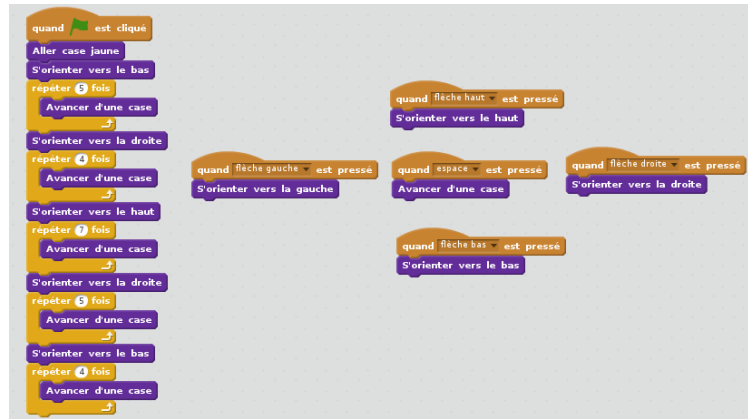 quand est cliqué
Aller case jaune
S'orienter vers le bas
répéter 5 fois
Avancer d'une case
S'orienter vers la droite
répéter 4 fois
Avancer d'une case
S'orienter vers le haut
répéter 7 fois
Avancer d'une case
S'orienter vers la droite
répéter 5 fois
Avancer d'une case
S'orienter vers le bas
répéter 4 fois
Avancer d'une case
quand flèche gauche est pressé
S'orienter vers la gauche
quand flèche haut est pressé
S'orienter vers le haut
quand espace est pressé
Avancer d'une case
quand flèche bas est pressé
S'orienter vers le bas
quand flèche droite est pressé
S'orienter vers la droite